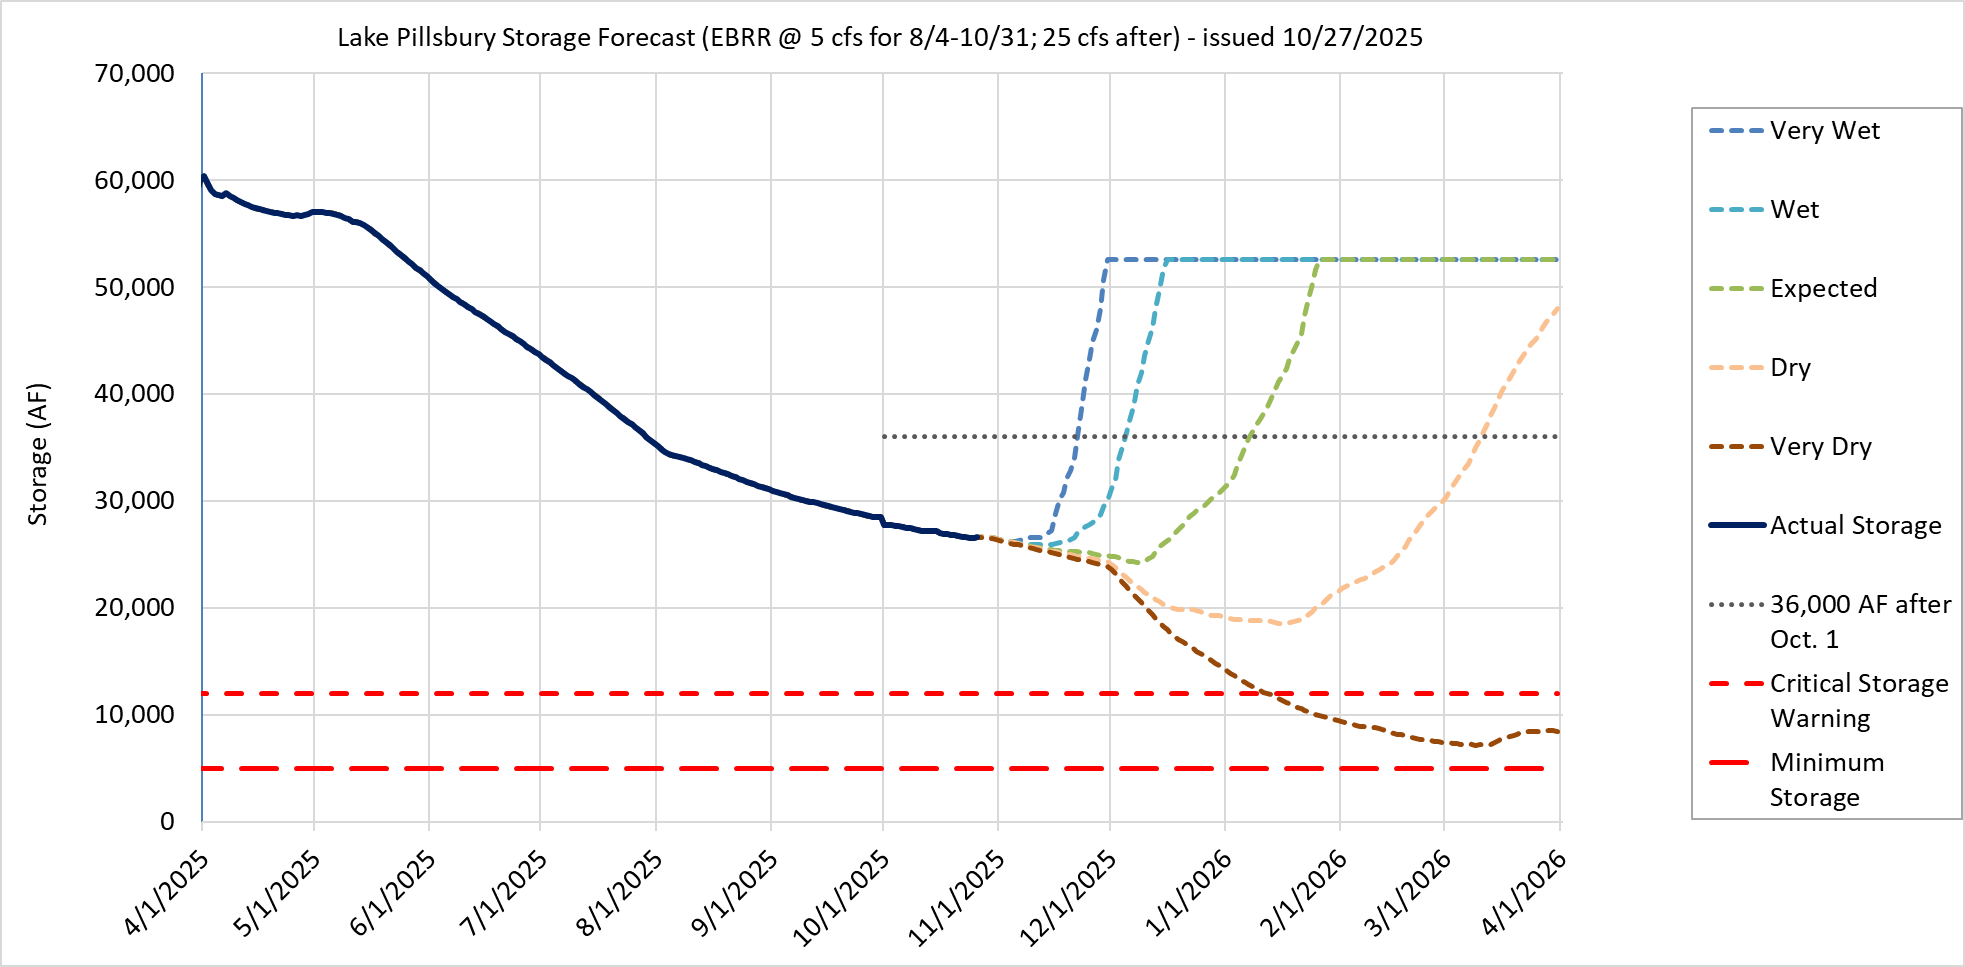 Lake Pillsbury Storage Forecast (EBRR @ 5 cfs for 8/4-10/31; 25 cfs after) - issued 10/27/2025
70,000
60,000
50,000
40,000
30,000
20,000
10,000
0
Storage (AF)
4/1/2025
5/1/2025
6/1/2025
7/1/2025
8/1/2025
9/1/2025
10/1/2025
11/1/2025
12/1/2025
1/1/2026
2/1/2026
3/1/2026
4/1/2026
Very Wet
Wet
Expected
Dry
Very Dry
Actual Storage
36,000 AF after
Oct. 1
Critical Storage
Warning
Minimum
Storage